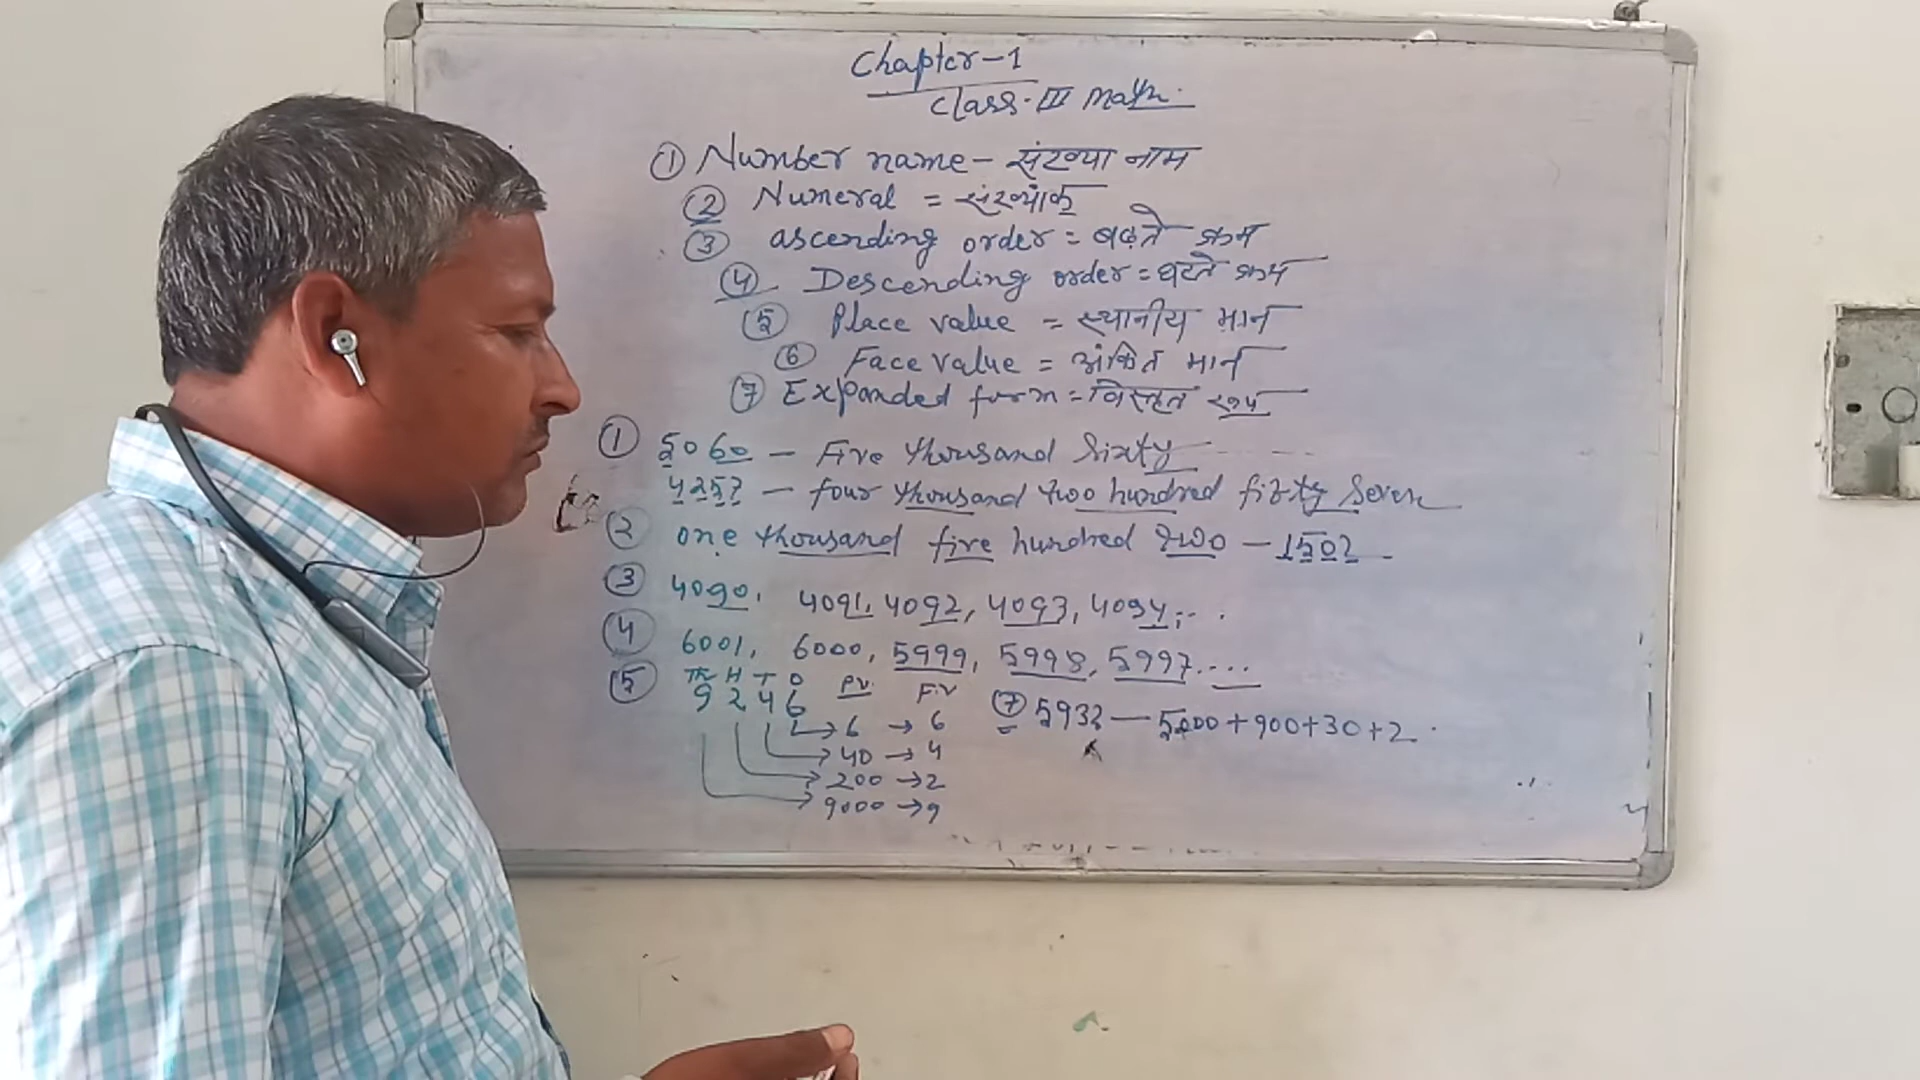 Chapter-1
Class-III Math.
① Number name - संख्या नाम
② Numeral = संख्यांक
③ ascending order = बढ़ते क्रम
④ Descending order = घटते क्रम
⑤ Place value = स्थानीय मान
⑥ Face value = अंकित मान
⑦ Expanded form = विस्तृत रूप
① 5060 - Five thousand Sixty
4257 - four thousand two hundred fifty Seven
② one thousand five hundred two - 1502
③ 4090, 4091, 4092, 4093, 4094, ...
④ 6001, 6000, 5999, 5998, 5997....
⑤ Th H T O P.V. F.V
9 2 4 6
→ 6 → 6
→ 40 → 4
→ 200 → 2
→ 9000 → 9
⑦ 5932 — 5000 + 900 + 30 + 2